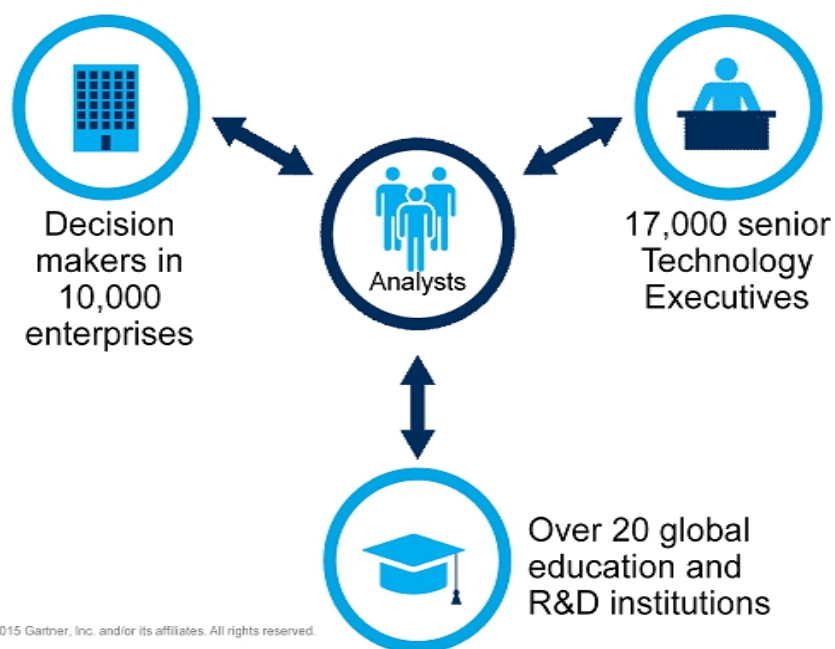 Decision
makers in
10,000
enterprises
Analysts
17,000 senior
Technology
Executives
Over 20 global
education and
R&D institutions
015 Gartner, Inc. and/or its affiliates. All rights reserved.